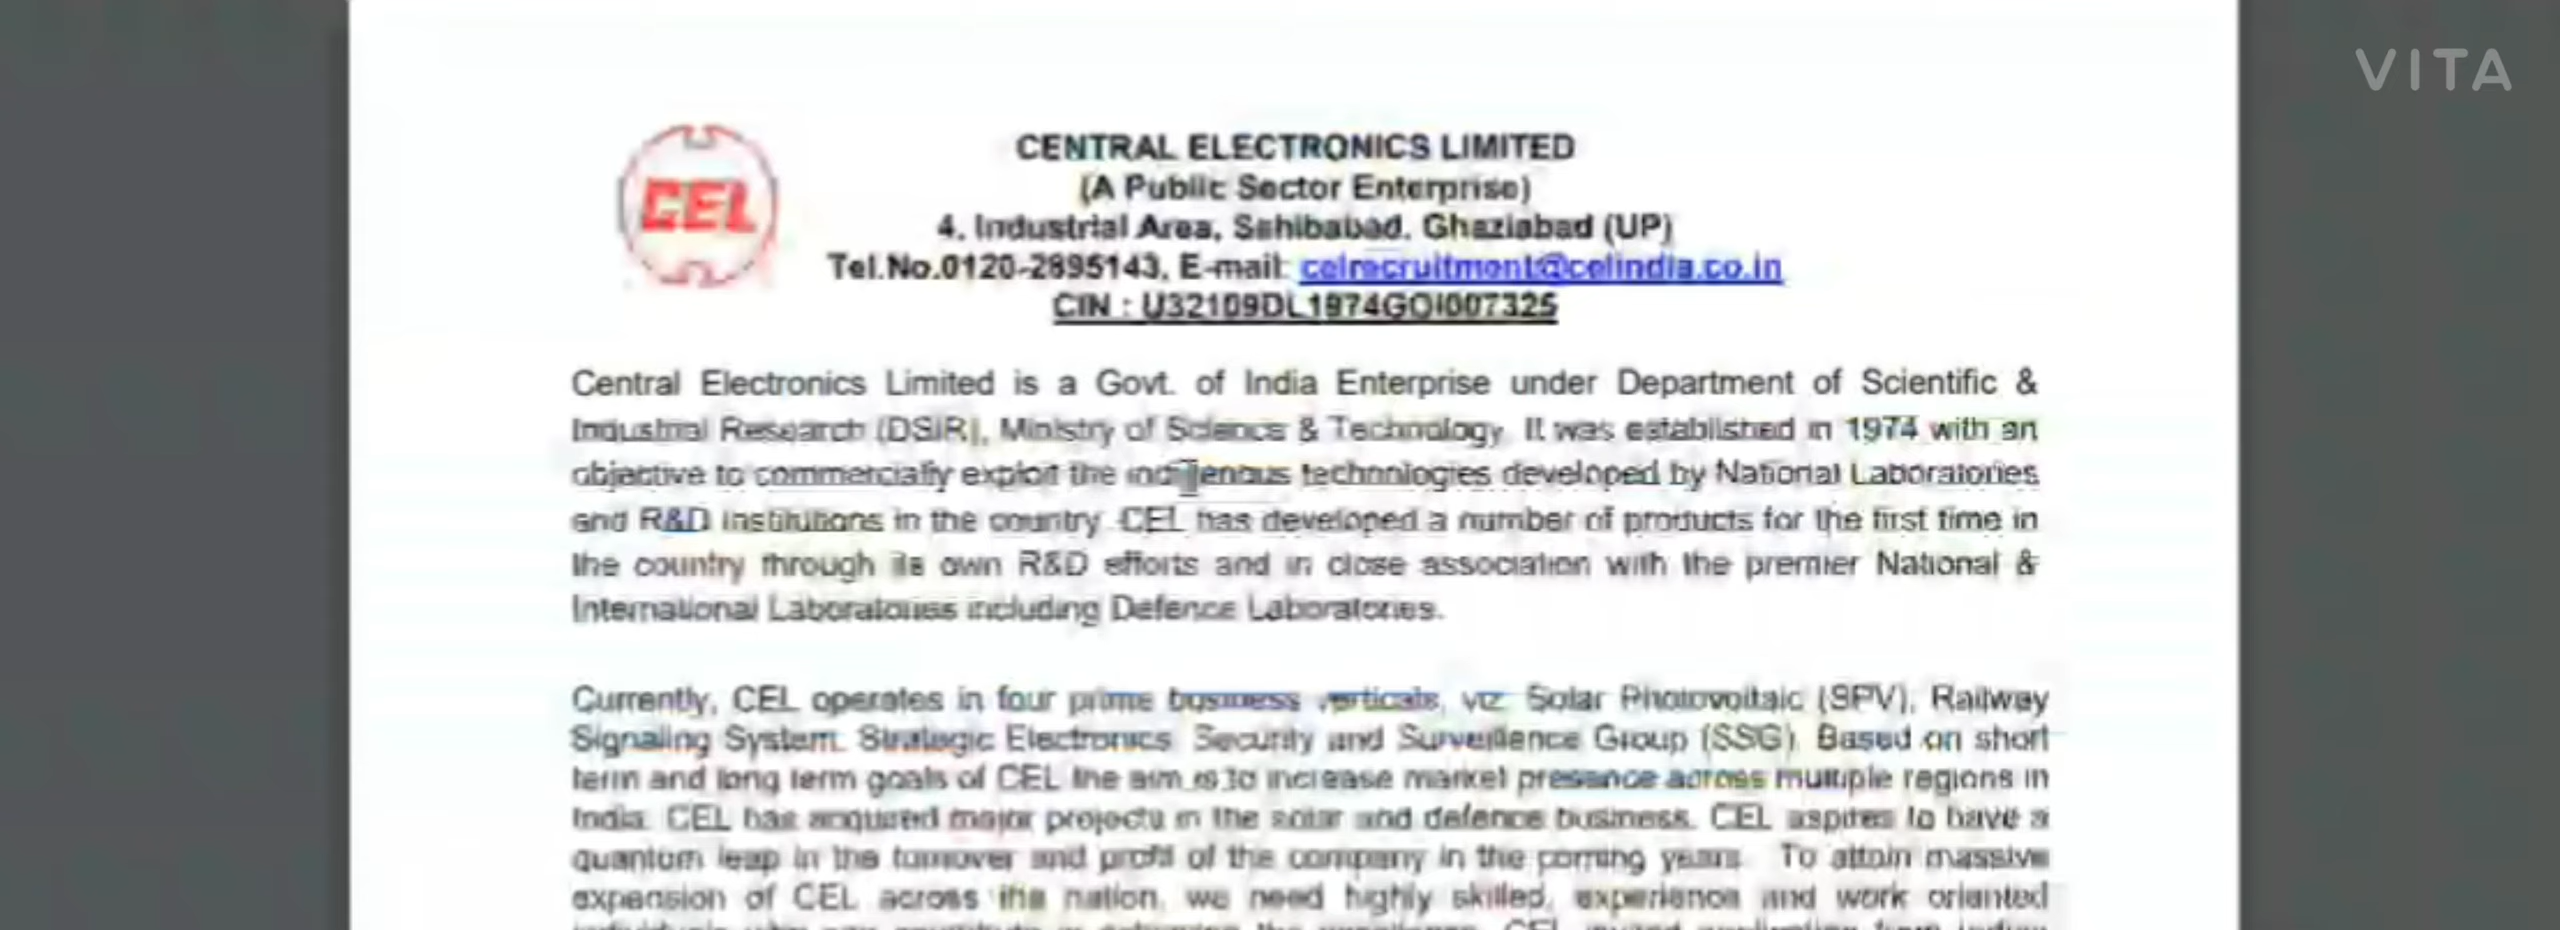 VITA
CEL
CENTRAL ELECTRONICS LIMITED
(A Public Sector Enterprise)
4, Industrial Area, Sahibabad, Ghaziabad (UP)
Tel.No.0120-2895143, E-mail: celrecruitment@celindia.co.in
CIN : U32109DL1974GOI007325
Central Electronics Limited is a Govt. of India Enterprise under Department of Scientific &
Industrial Research (DSIR), Ministry of Science & Technology. It was established in 1974 with an
objective to commercially exploit the indigenous technologies developed by National Laboratories
and R&D Institutions in the country. CEL has developed a number of products for the first time in
the country through its own R&D efforts and in close association with the premier National &
International Laboratories including Defence Laboratories.
Currently, CEL operates in four prime business verticals, viz Solar Photovoltaic (SPV), Railway
Signaling System, Strategic Electronics, Security and Surveillence Group (SSG). Based on short
term and long term goals of CEL the aim is to increase market presence across multiple regions in
India. CEL has acquired major projects in the solar and defence business. CEL aspires to have a
quantum leap in the turnover and profit of the company in the coming years. To attain massive
expansion of CEL across the nation, we need highly skilled, experience and work oriented